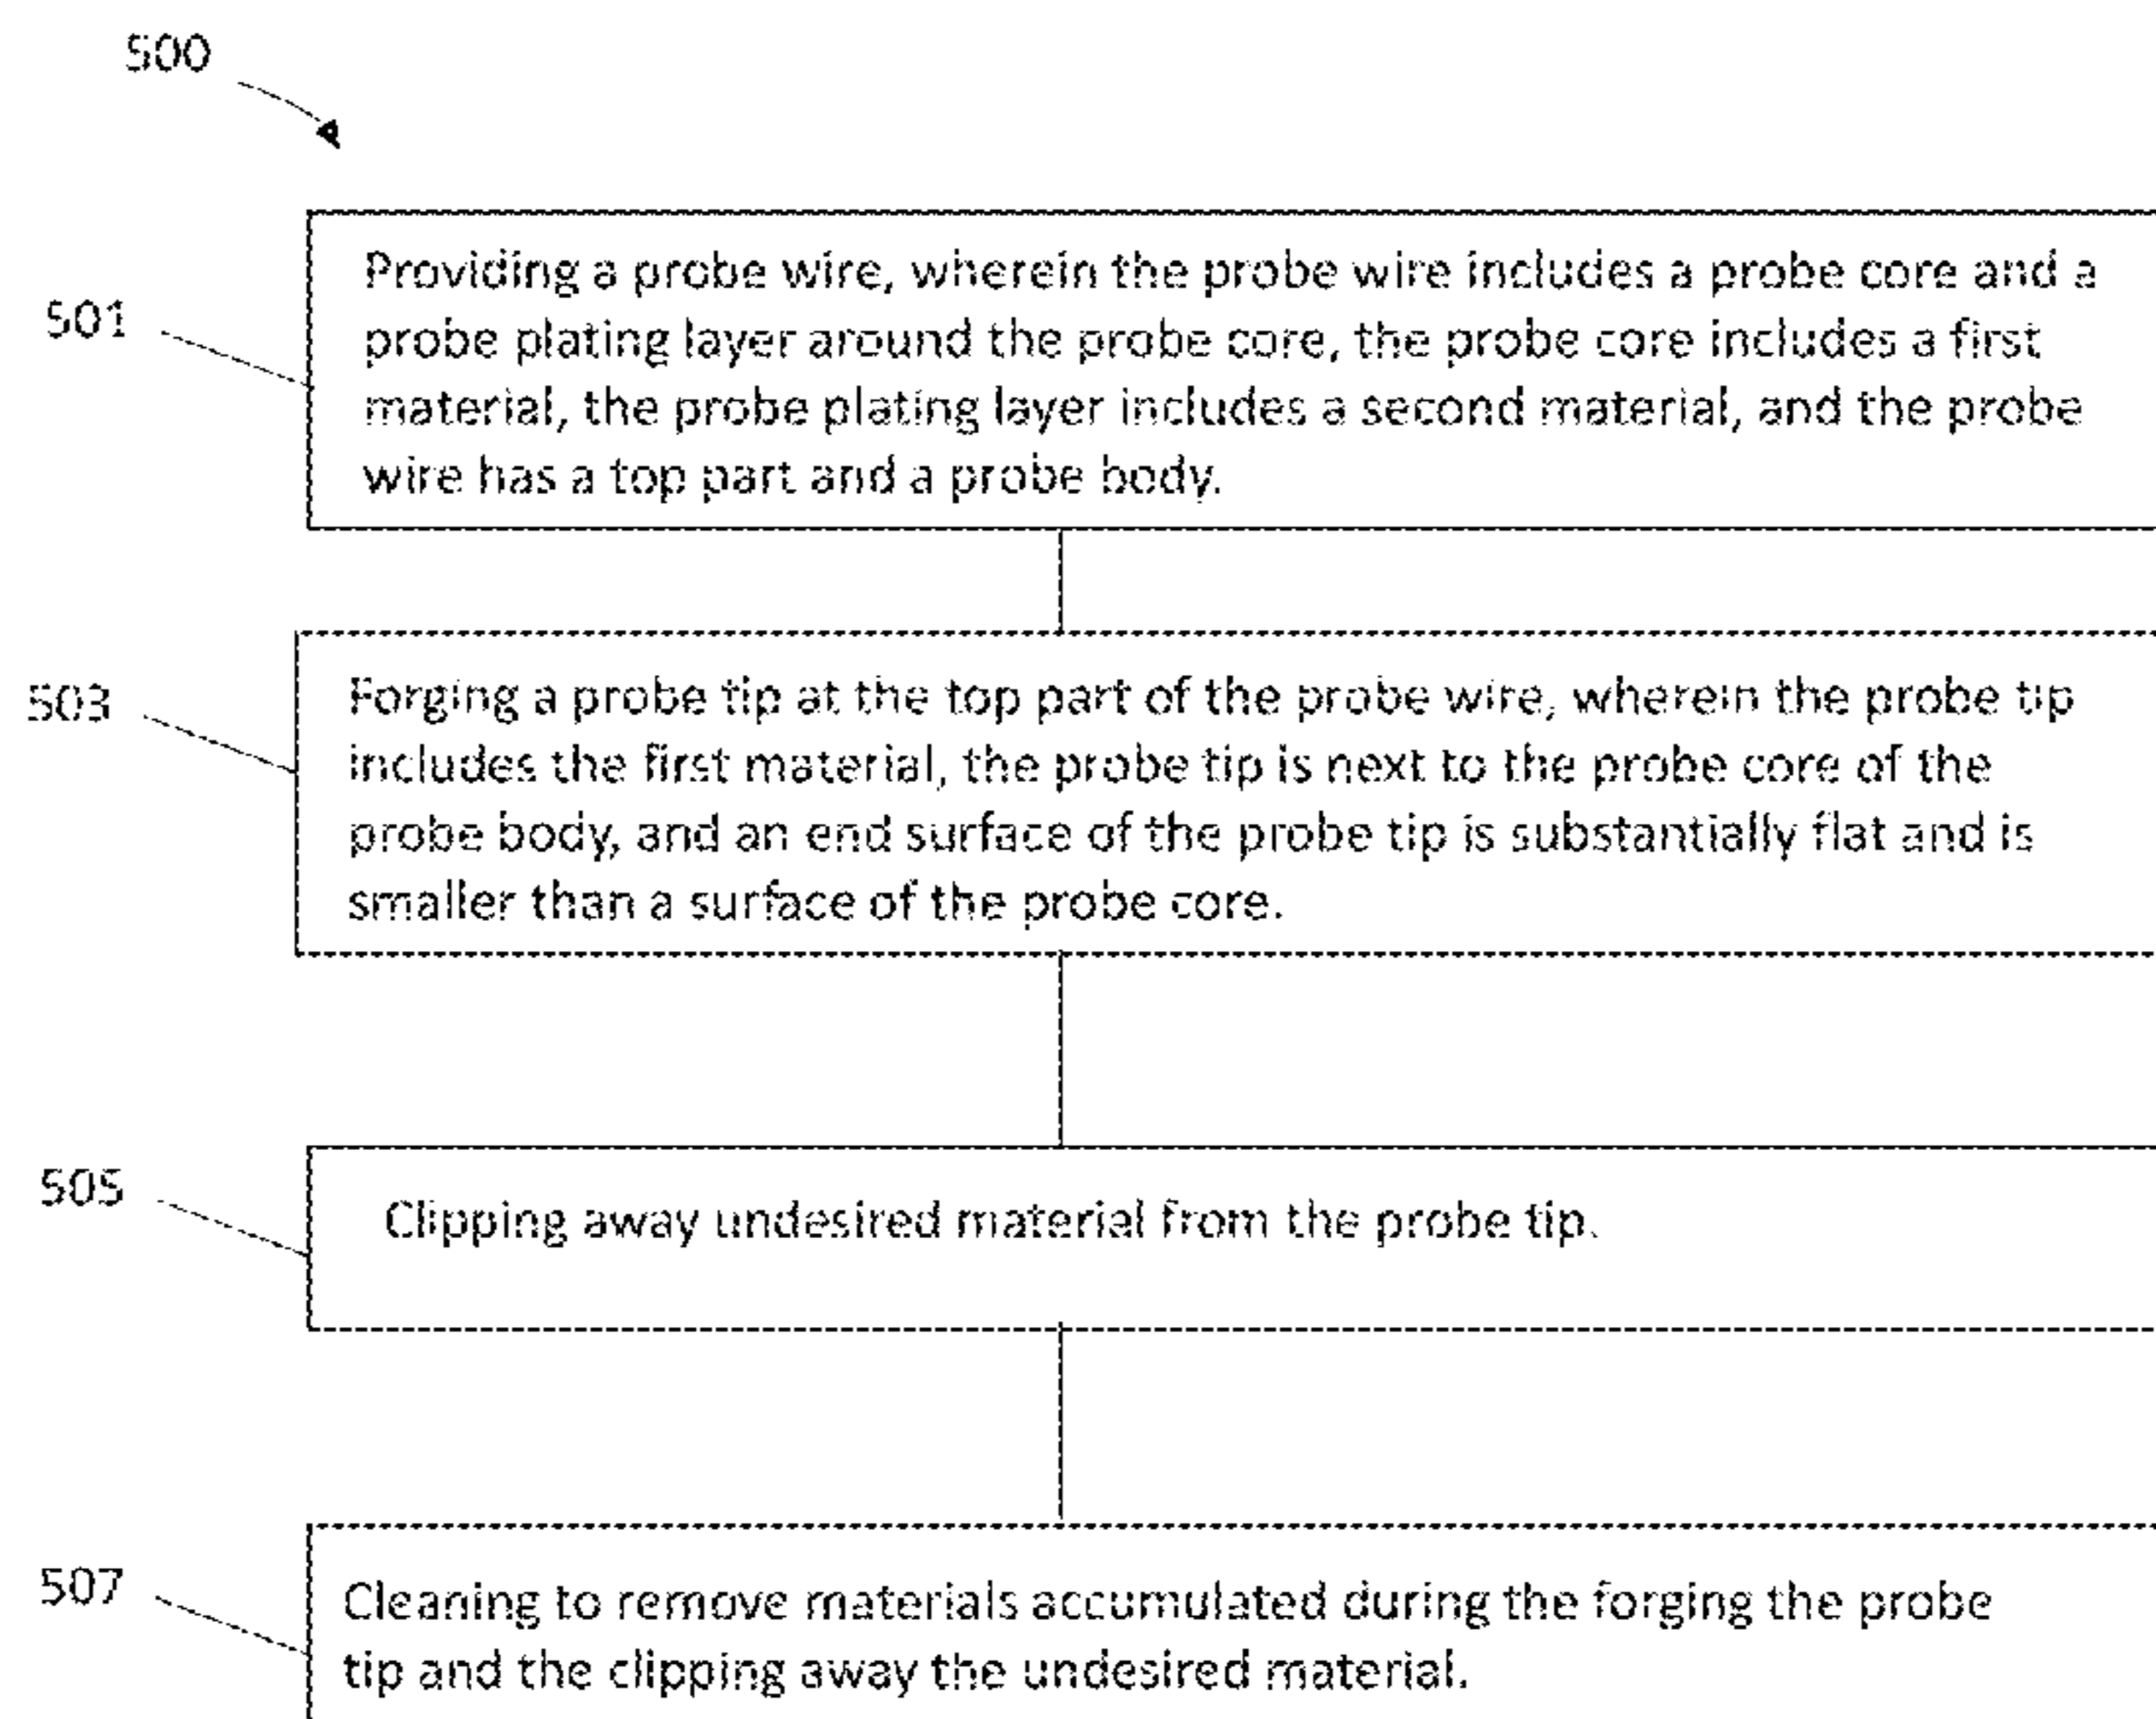 500
501
Providing a probe wire, wherein the probe wire includes a probe core and a
probe plating layer around the probe core, the probe core includes a first
material, the probe plating layer includes a second material, and the probe
wire has a top part and a probe body.
503
Forging a probe tip at the top part of the probe wire, wherein the probe tip
includes the first material, the probe tip is next to the probe core of the
probe body, and an end surface of the probe tip is substantially flat and is
smaller than a surface of the probe core.
505
Clipping away undesired material from the probe tip.
507
Cleaning to remove materials accumulated during the forging the probe
tip and the clipping away the undesired material.